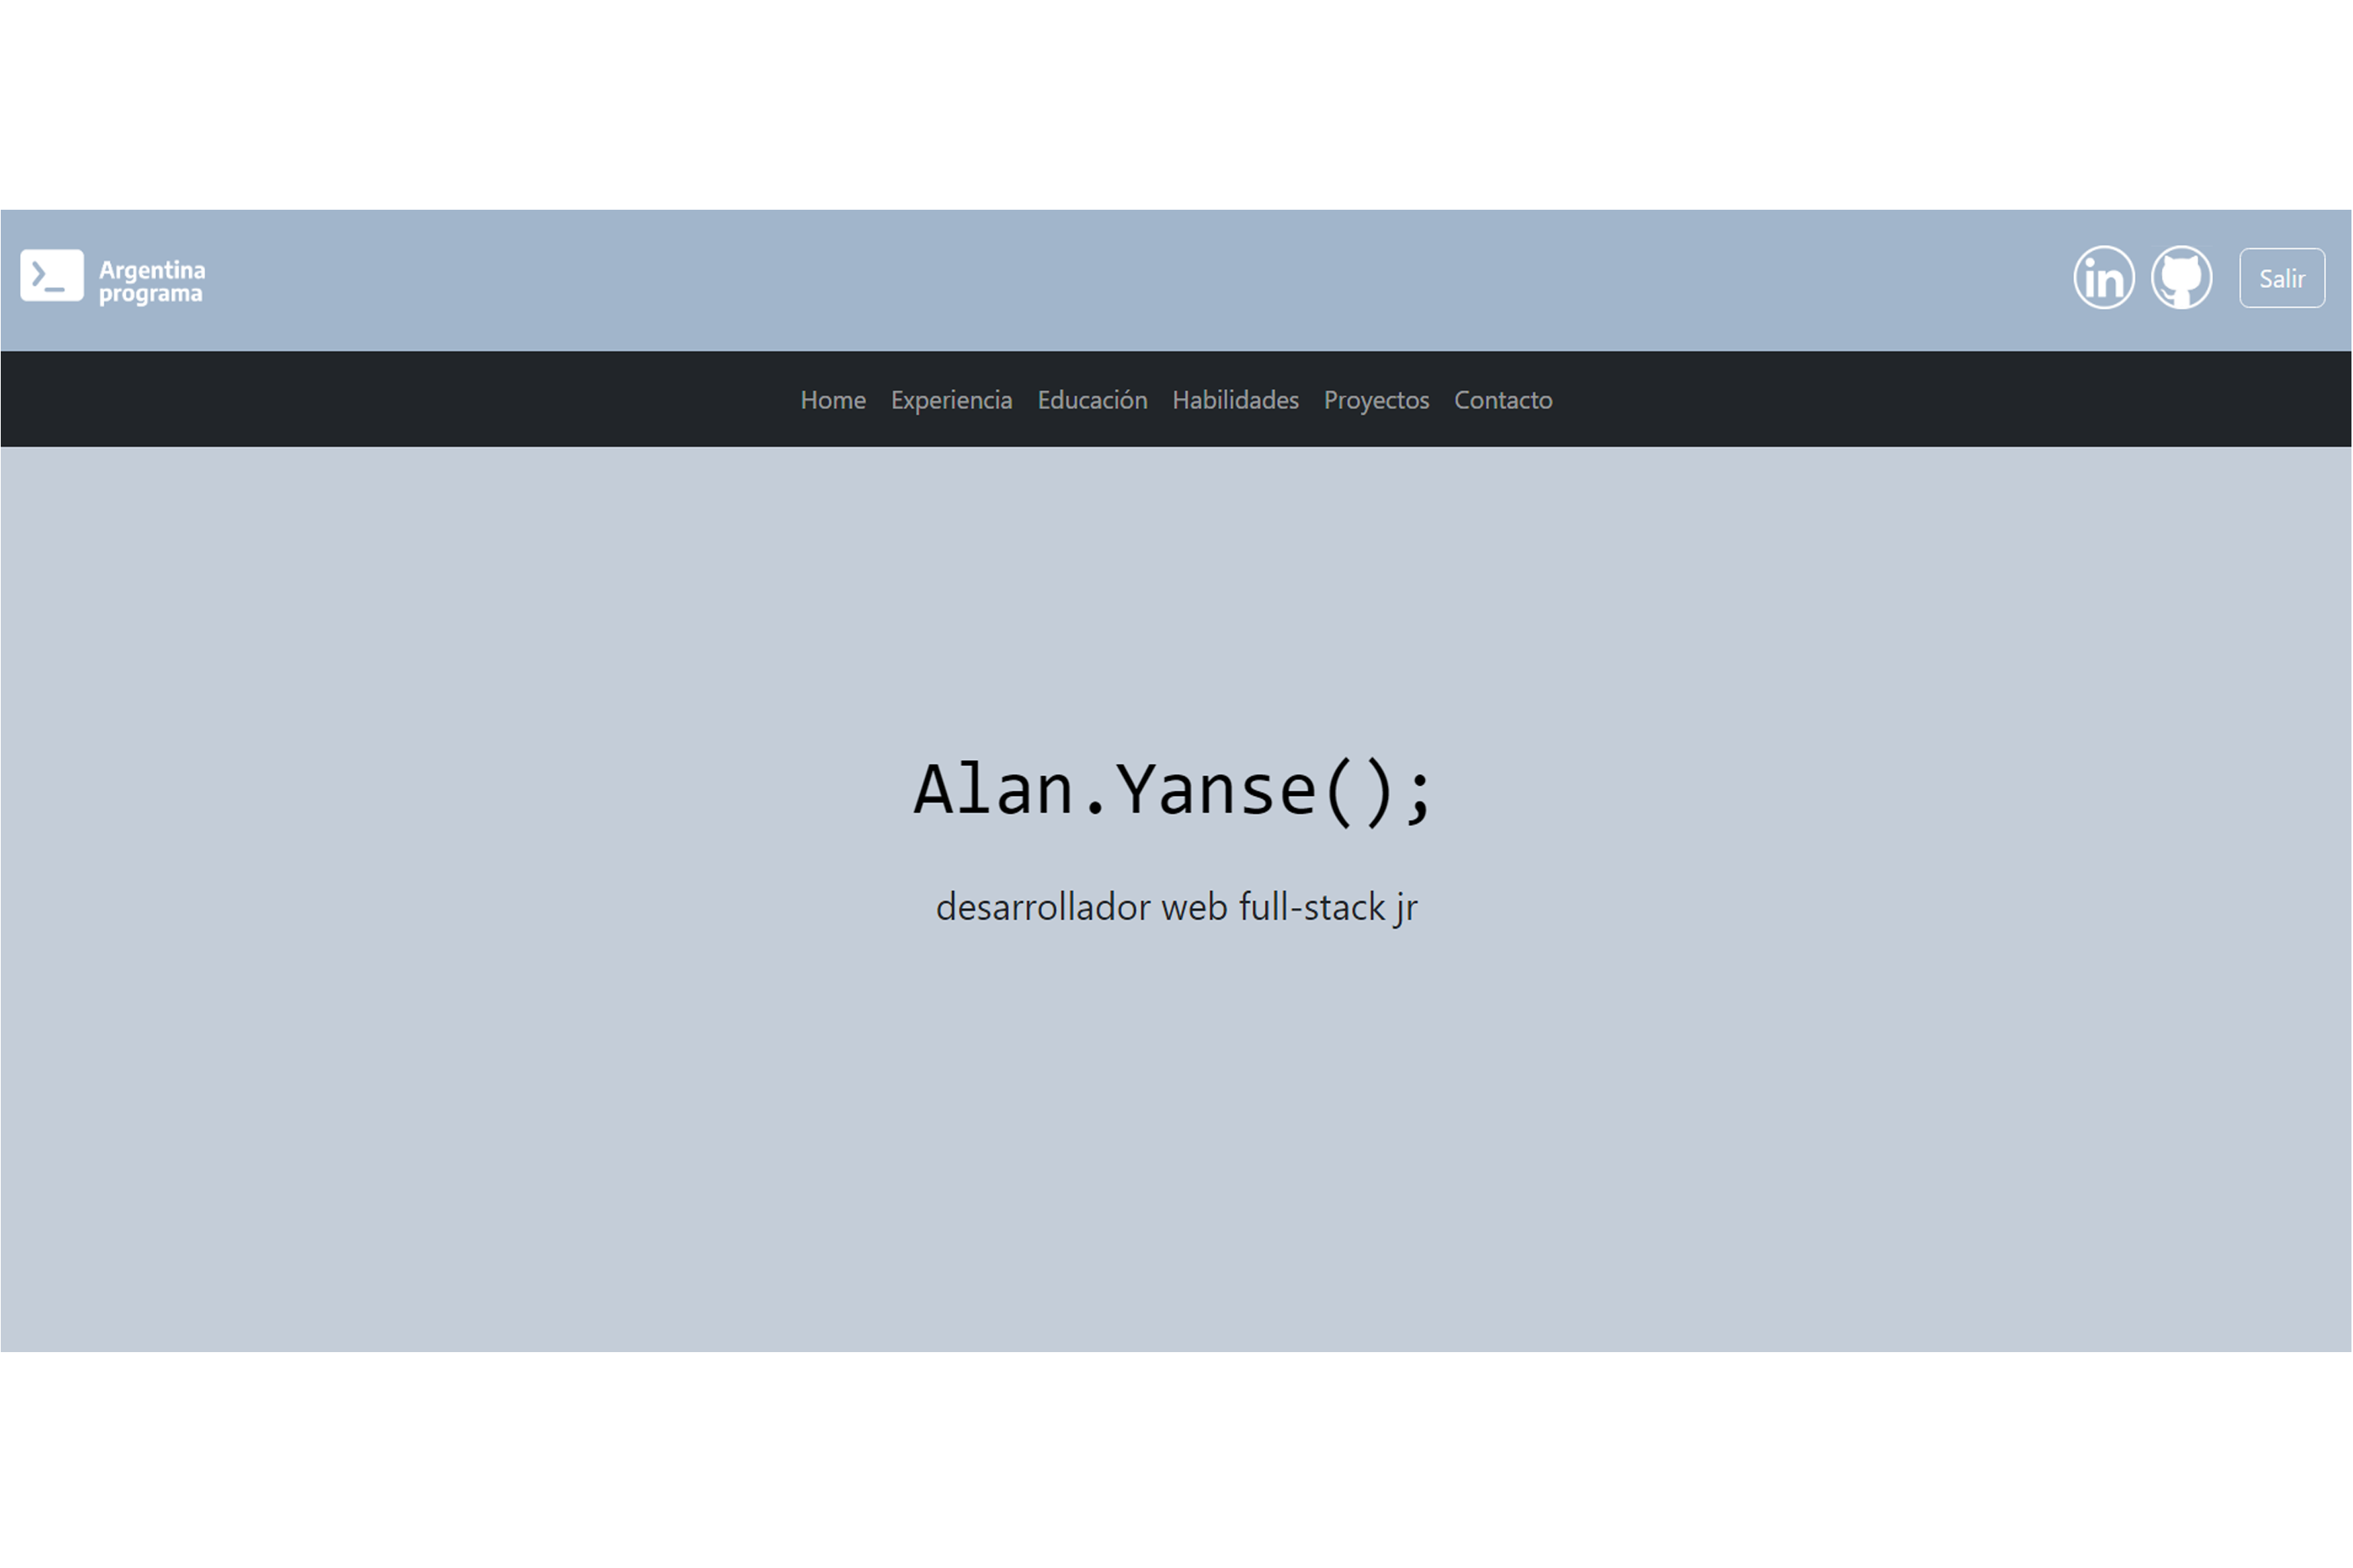 Argentina
programa
in
Salir
Home Experiencia Educación Habilidades Proyectos Contacto
Alan.Yanse();
desarrollador web full-stack jr